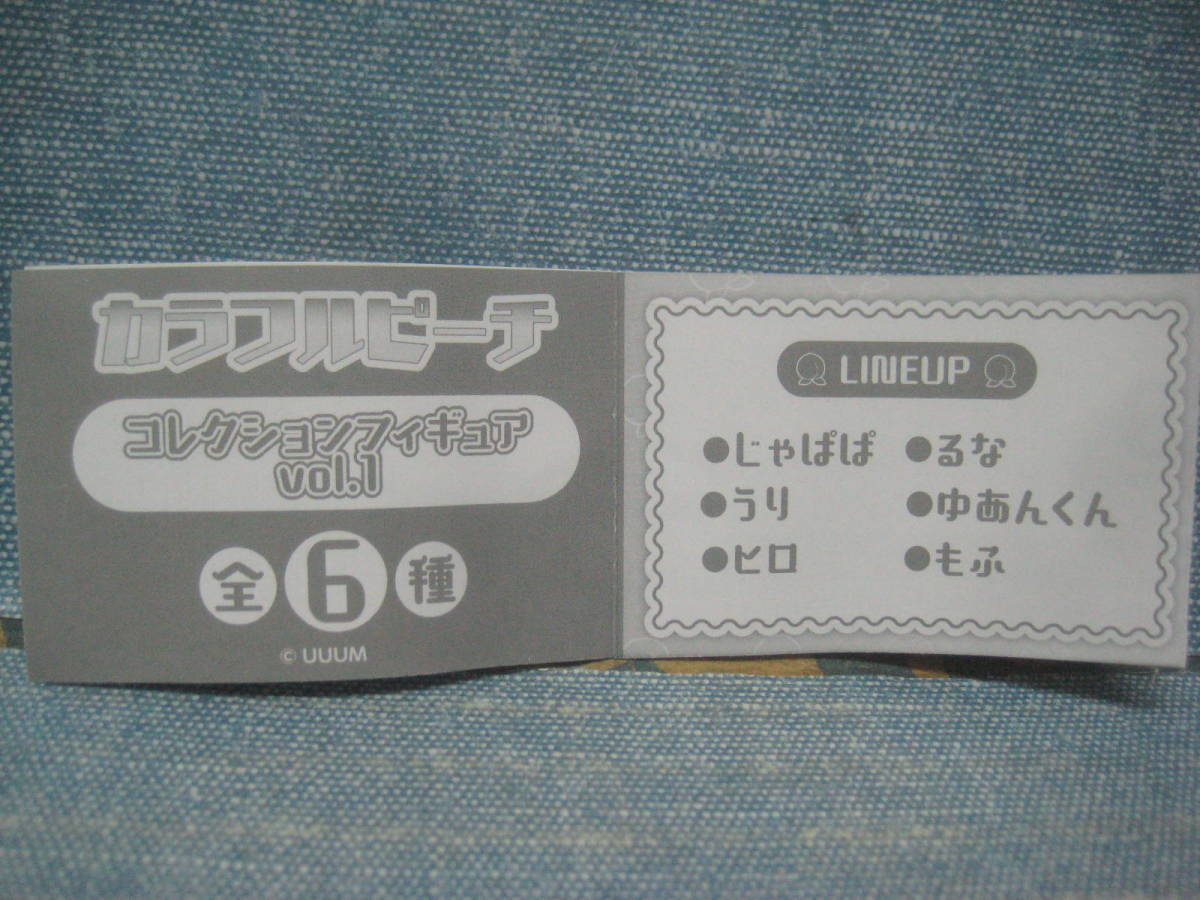 カラフルピーチ
コレクションフィギュア
vol.1
全6種
© UUUM
LINEUP
●じゃぱぱ ●るな
●うり ●ゆあんくん
●ヒロ ●もふ